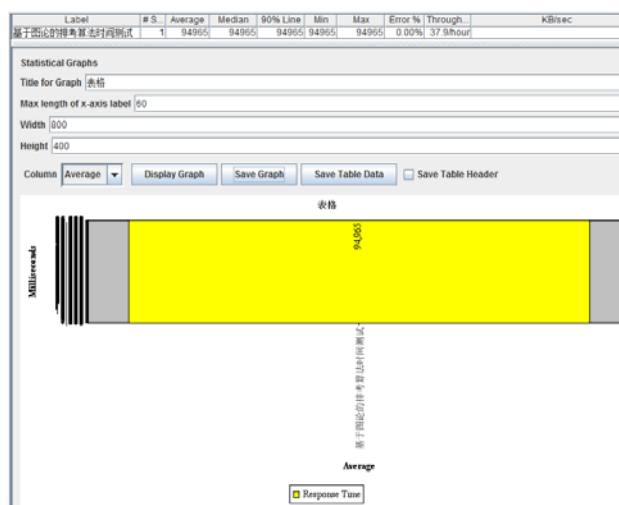 Label # S... Average Median 90% Line Min Max Error % Through... KB/sec
基于图论的排考算法时间测试 1 94965 94965 94965 94965 94965 0.00% 37.9/hour
Statistical Graphs
Title for Graph 表格
Max length of x-axis label 60
Width 800
Height 400
Column Average Display Graph Save Graph Save Table Data Save Table Header
表格
94,965
Milliseconds
基于图论的排考算法时间测试
Average
Response Time